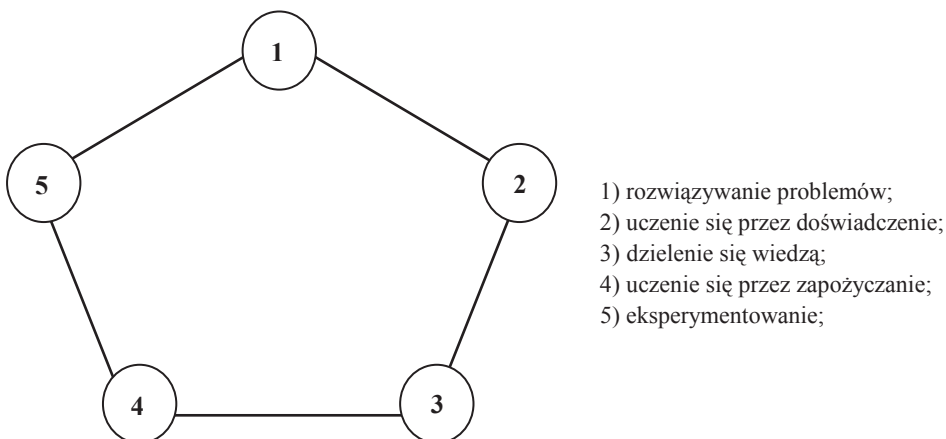 1
5
2
4
3
1) rozwiązywanie problemów;
2) uczenie się przez doświadczenie;
3) dzielenie się wiedzą;
4) uczenie się przez zapożyczanie;
5) eksperymentowanie;